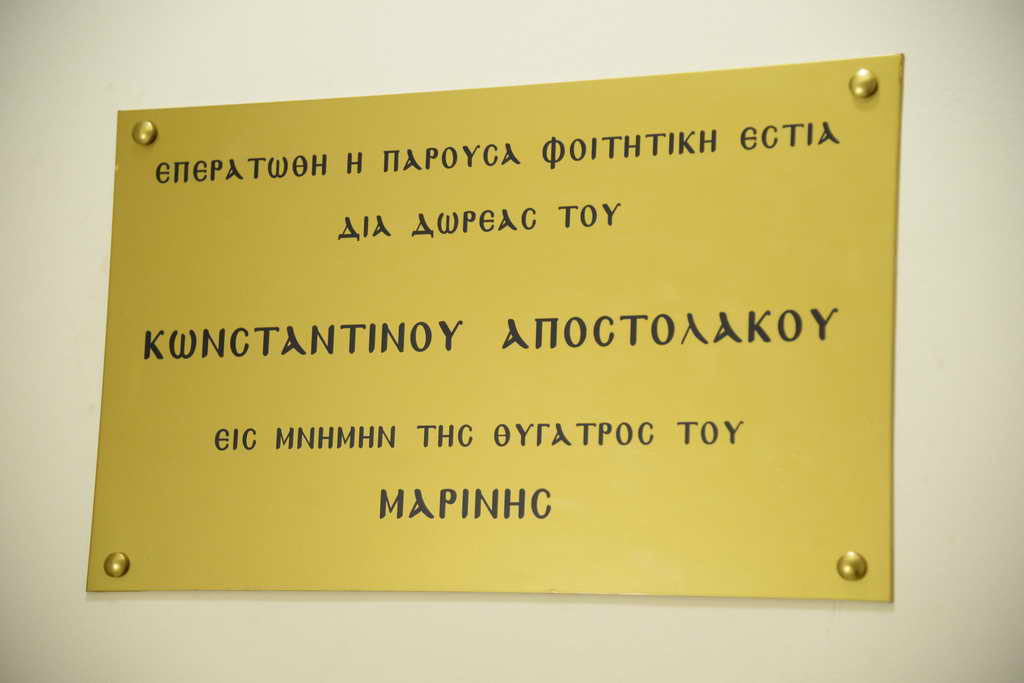 ΕΠΕΡΑΤΩΘΗ Η ΠΑΡΟΥCΑ ΦΟΙΤΗΤΙΚΗ ΕCΤΙΑ
ΔΙΑ ΔΩΡΕΑC ΤΟΥ
ΚΩΝCΤΑΝΤΙΝΟΥ ΑΠΟCΤΟΛΑΚΟΥ
ΕΙC ΜΝΗΜΗΝ ΤΗC ΘΥΓΑΤΡΟC ΤΟΥ
ΜΑΡΙΝΗC